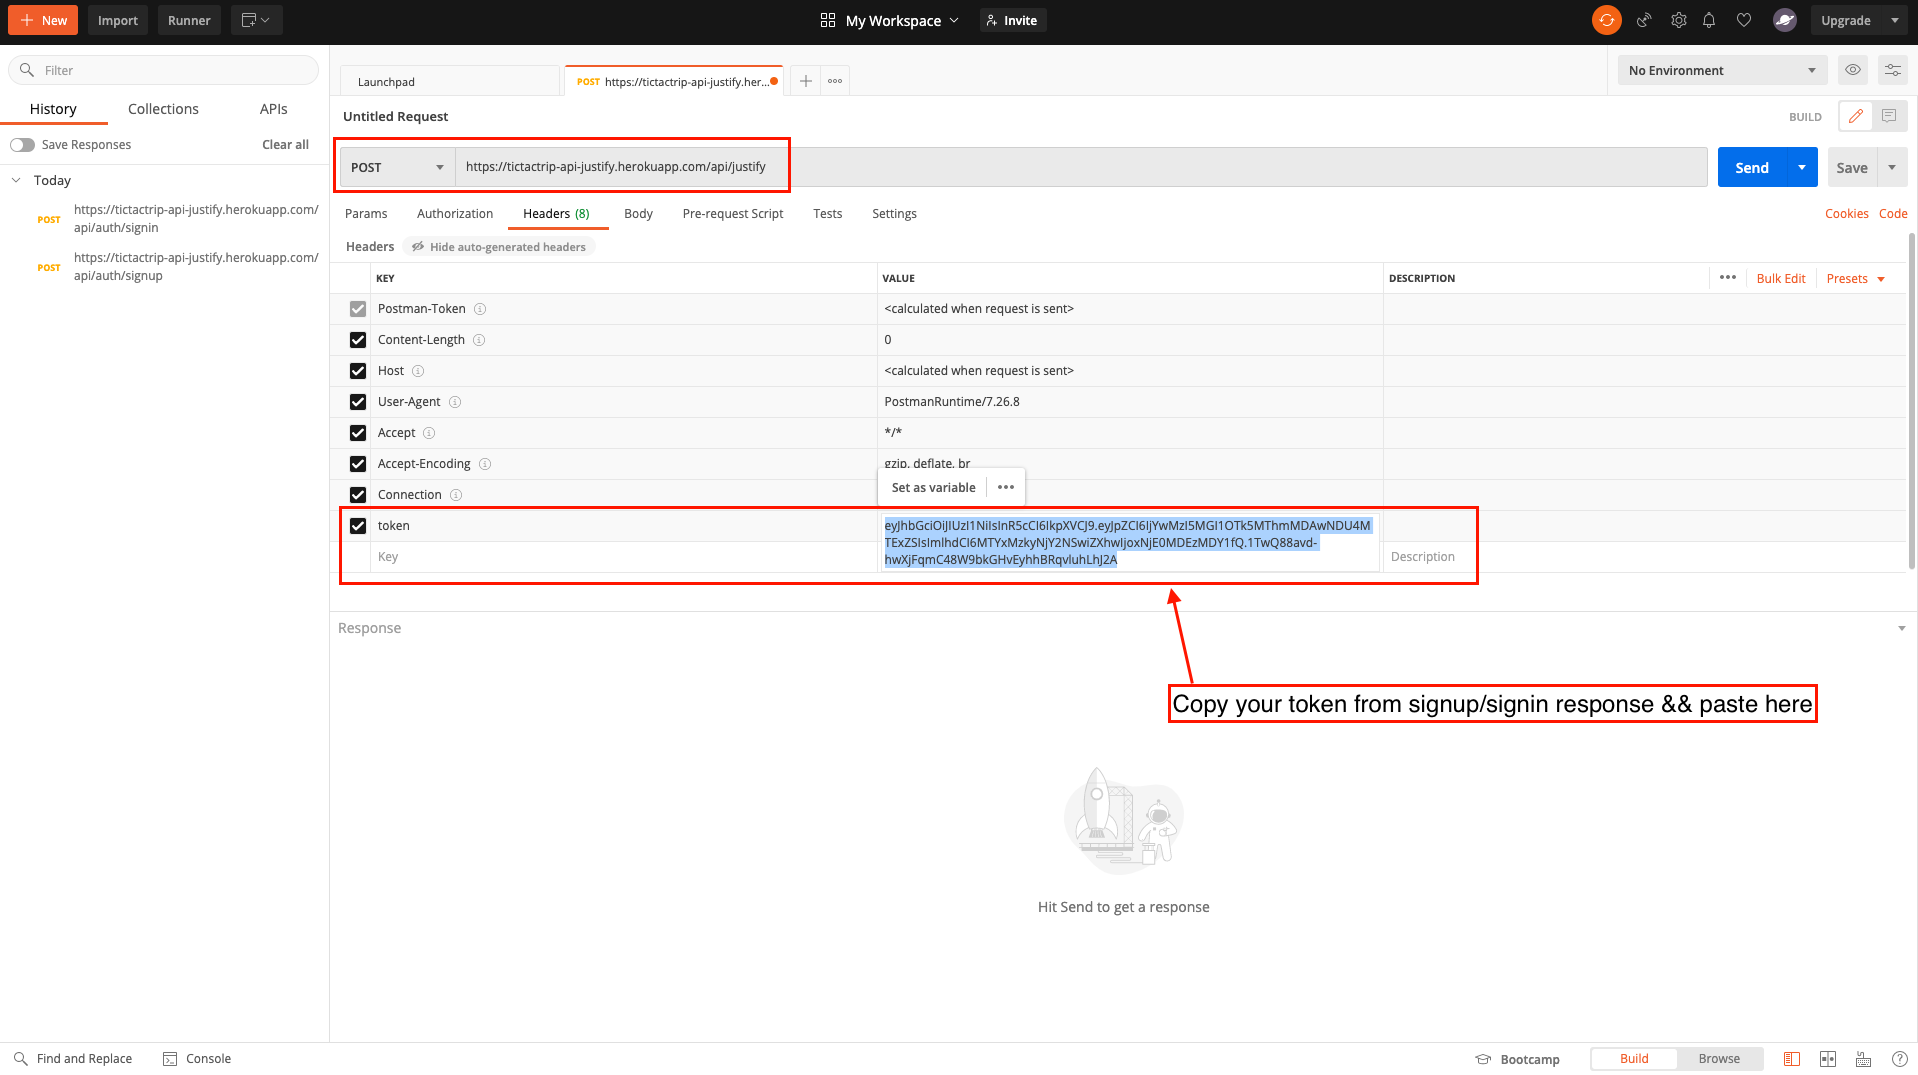 New
Import
Runner
My Workspace
Invite
Upgrade
Filter
History
Collections
APIs
Save Responses
Clear all
Today
POST
https://tictactrip-api-justify.herokuapp.com/
api/auth/signin
POST
https://tictactrip-api-justify.herokuapp.com/
api/auth/signup
Launchpad
POST https://tictactrip-api-justify.her...
No Environment
Untitled Request
BUILD
POST
https://tictactrip-api-justify.herokuapp.com/api/justify
Send
Save
Params
Authorization
Headers (8)
Body
Pre-request Script
Tests
Settings
Cookies
Code
Headers
Hide auto-generated headers
KEY
VALUE
DESCRIPTION
Bulk Edit
Presets
Postman-Token
<calculated when request is sent>
Content-Length
0
Host
<calculated when request is sent>
User-Agent
PostmanRuntime/7.26.8
Accept
*/*
Accept-Encoding
gzip, deflate, br
Connection
Set as variable
token
eyJhbGciOiJIUzI1NiIsInR5cCI6IkpXVCJ9.eyJpZCI6IjYwMzI5MGI1OTk5MThmMDAwNDU4M
TExZSIsImlhdCI6MTYxMzkyNjY2NSwiZXhwIjoxNjE0MDEzMDY1fQ.1TwQ88avd-
hwXjFqmC48W9bkGHvEyhhBRqvluhLhJ2A
Key
Description
Response
Copy your token from signup/signin response && paste here
Hit Send to get a response
Find and Replace
Console
Bootcamp
Build
Browse